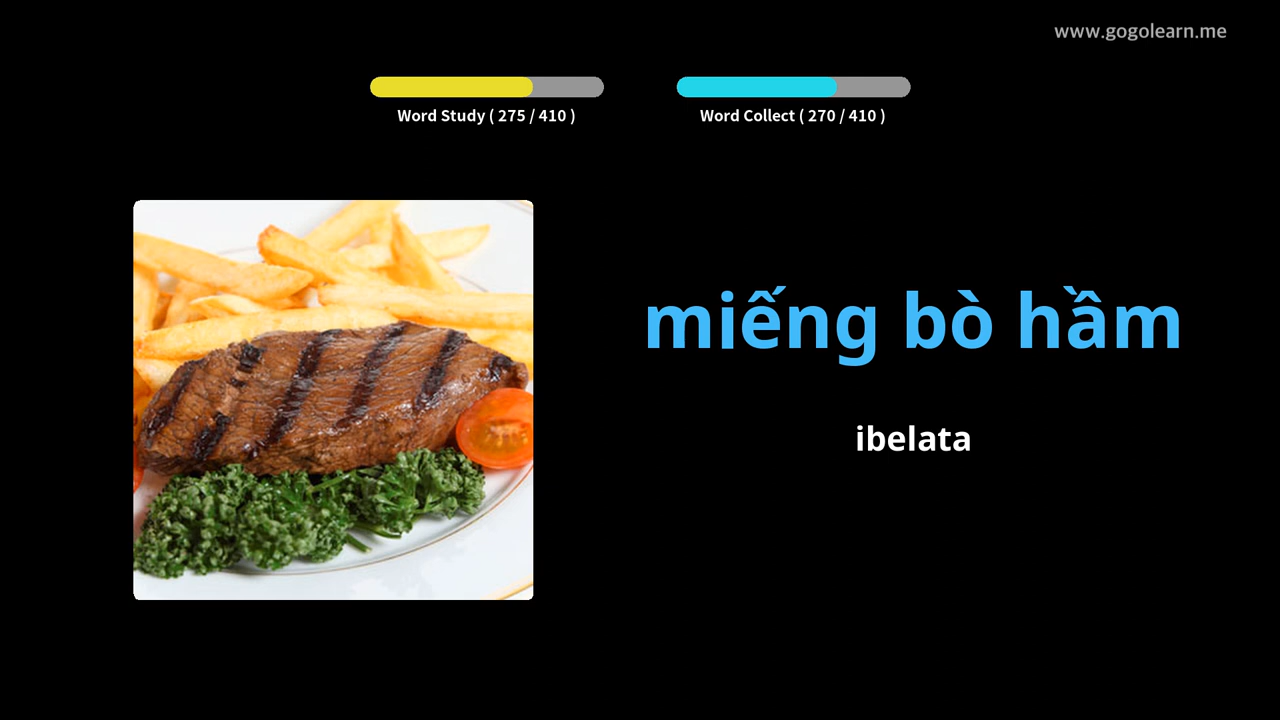 www.gogolearn.me
Word Study ( 275 / 410 )
Word Collect ( 270 / 410 )
miếng bò hầm
ibelata